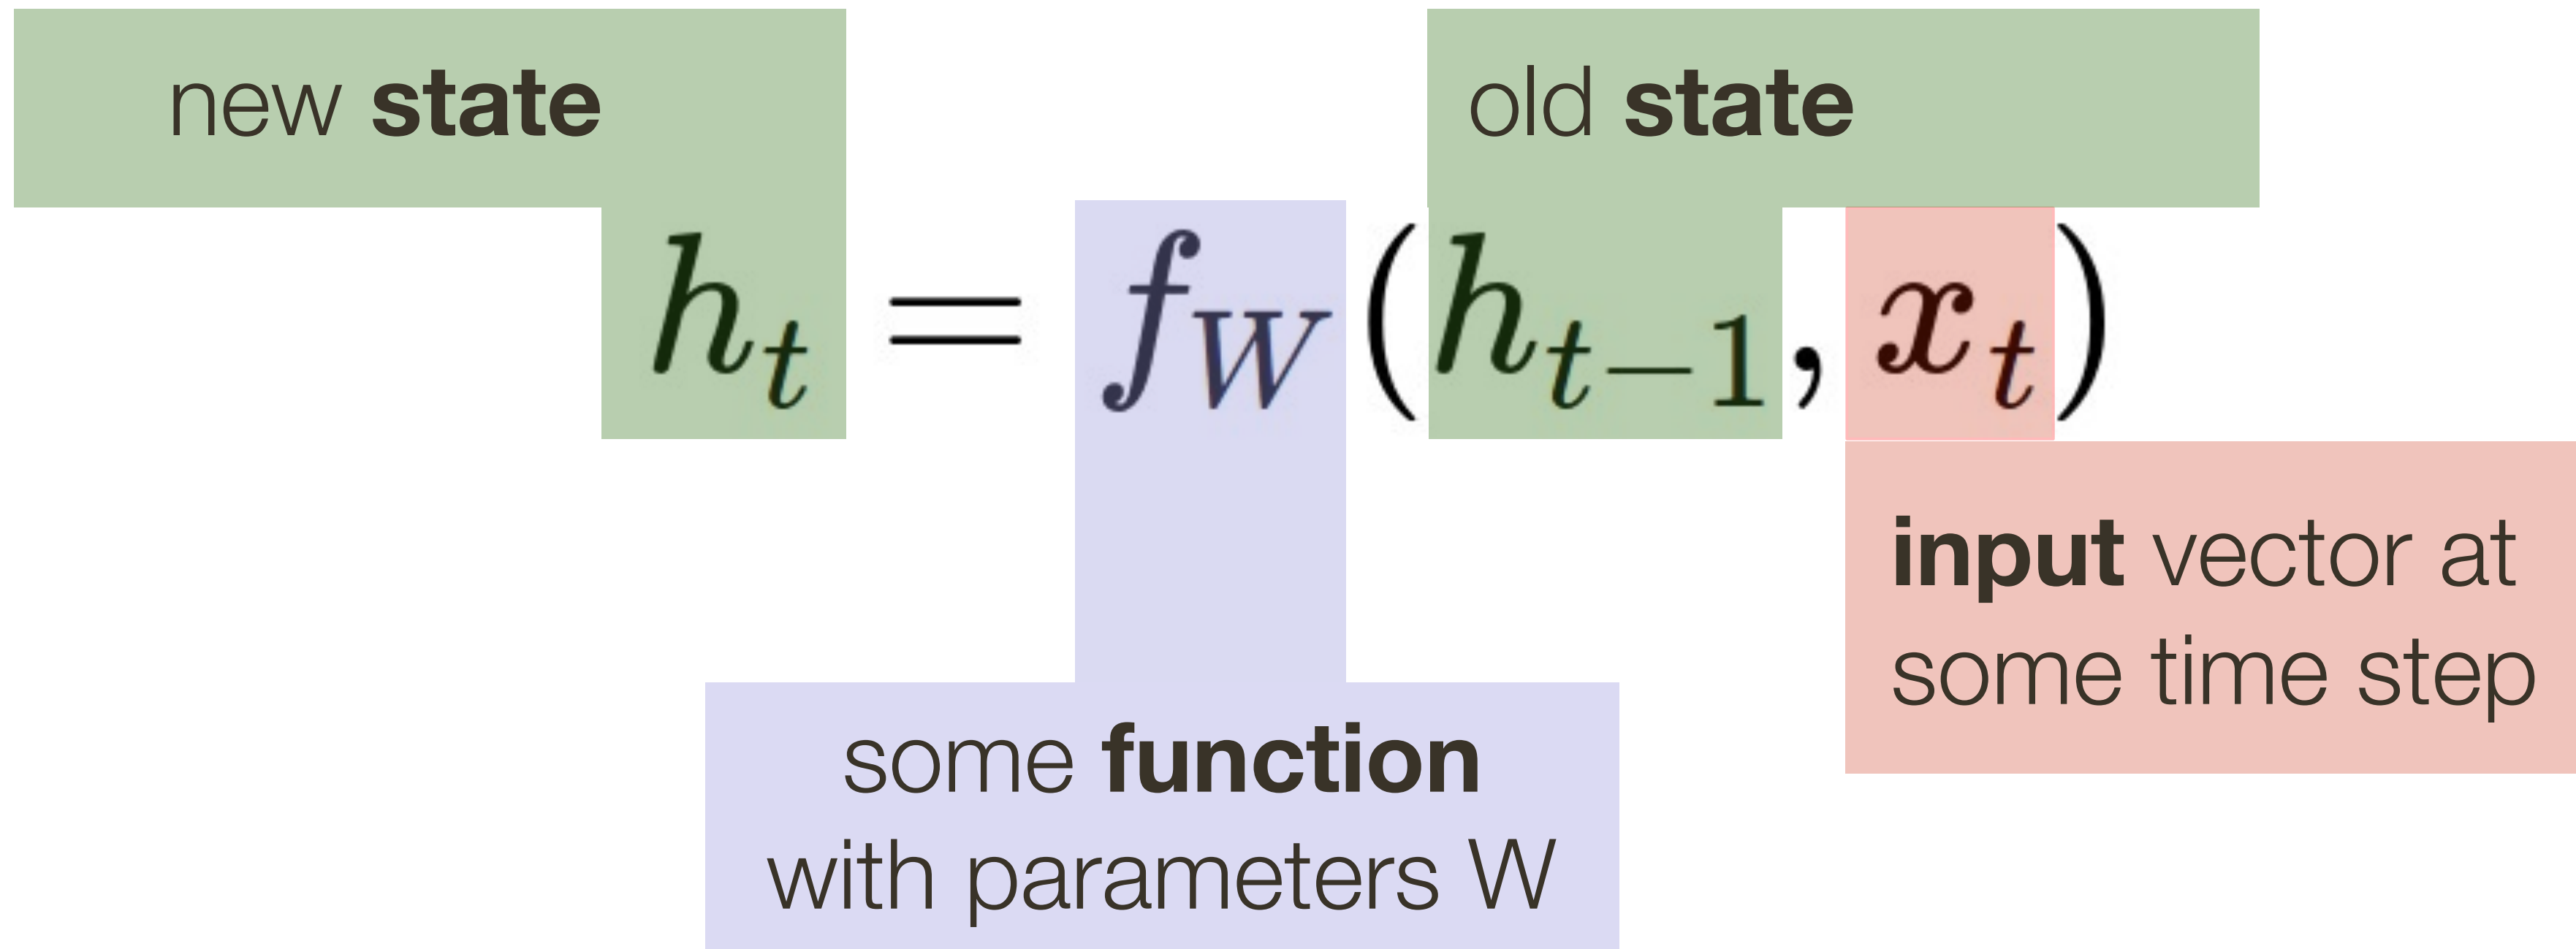 new state
old state
h_t = f_W(h_{t-1}, x_t)
input vector at
some time step
some function
with parameters W